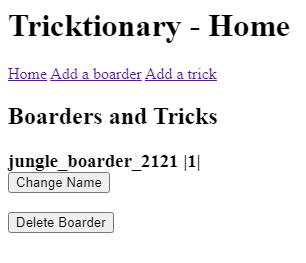 Tricktionary - Home
Home Add a boarder Add a trick
Boarders and Tricks
jungle_boarder_2121 |1|
Change Name
Delete Boarder